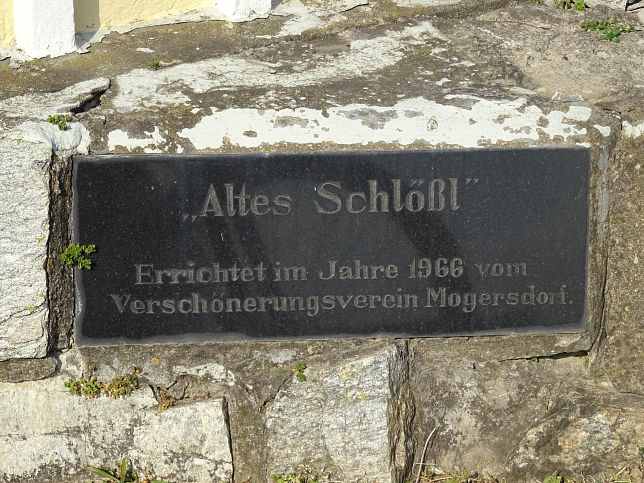 „Altes Schlößl"
Errichtet im Jahre 1966 vom
Verschönerungsverein Mogersdorf.